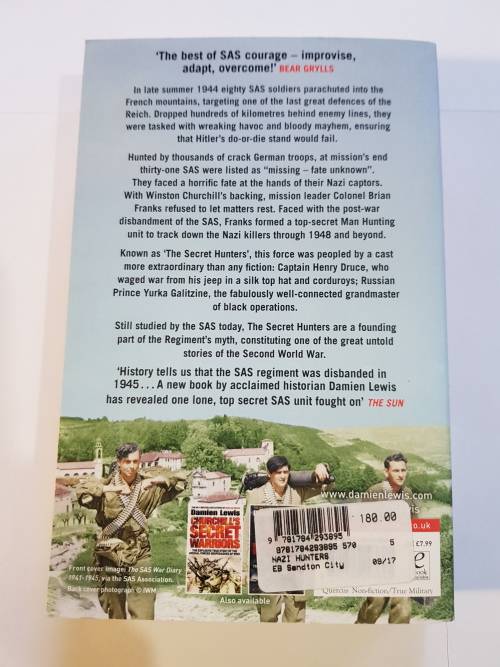 ‘The best of SAS courage – improvise,
adapt, overcome!’ BEAR GRYLLS
In late summer 1944 eighty SAS soldiers parachuted into the
French mountains, targeting one of the last great defences of the
Reich. Dropped hundreds of kilometres behind enemy lines, they
were tasked with wreaking havoc and bloody mayhem, ensuring
that Hitler's do-or-die stand would fail.
Hunted by thousands of crack German troops, at mission's end
thirty-one SAS were listed as “missing – fate unknown”.
They faced a horrific fate at the hands of their Nazi captors.
With Winston Churchill's backing, mission leader Colonel Brian
Franks refused to let matters rest. Faced with the post-war
disbandment of the SAS, Franks formed a top-secret Man Hunting
unit to track down the Nazi killers through 1948 and beyond.
Known as ‘The Secret Hunters’, this force was peopled by a cast
more extraordinary than any fiction: Captain Henry Druce, who
waged war from his jeep in a silk top hat and corduroys; Russian
Prince Yurka Galitzine, the fabulously well-connected grandmaster
of black operations.
Still studied by the SAS today, The Secret Hunters are a founding
part of the Regiment's myth, constituting one of the great untold
stories of the Second World War.
‘History tells us that the SAS regiment was disbanded in
1945 . . . A new book by acclaimed historian Damien Lewis
has revealed one lone, top secret SAS unit fought on’ THE SUN
www.damienlewis.com
Damien Lewis
CHURCHILL'S
SECRET
WARRIORS
Also available
Front cover image: The SAS War Diary
1941-1945, via the SAS Association.
Back cover photograph © IWM
9 781784 293895
180.00
9781784293895 570
5
NAZI HUNTERS
EB Sandton City
09/17
o.uk
£7.99
e
book
Quercus Non-fiction/True Military